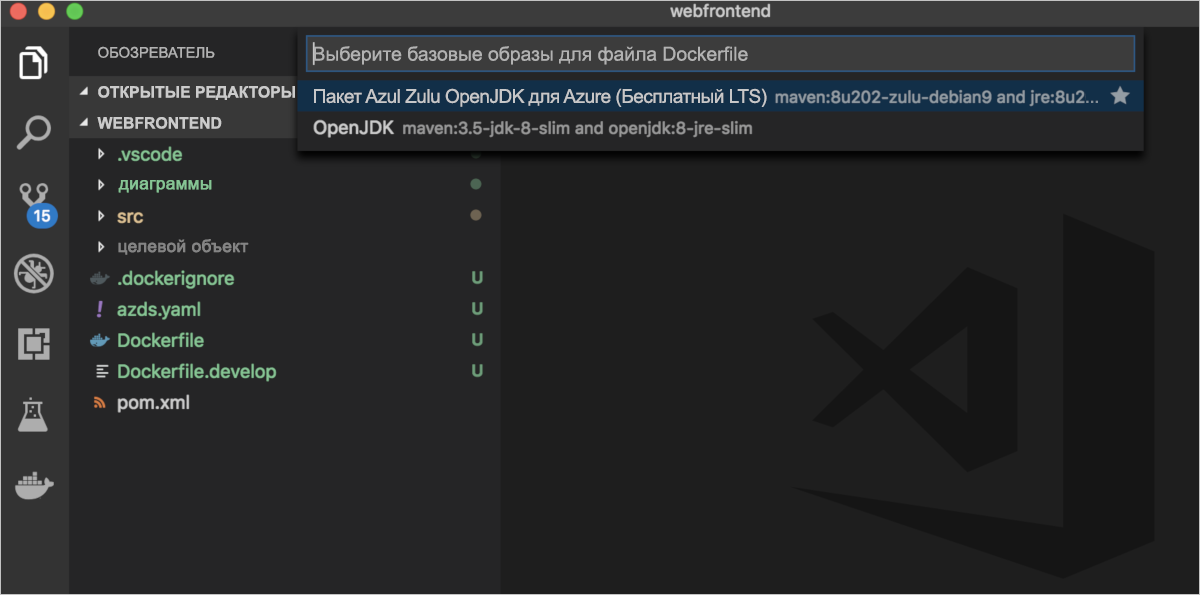 webfrontend
ОБОЗРЕВАТЕЛЬ
Выберите базовые образы для файла Dockerfile
Пакет Azul Zulu OpenJDK для Azure (Бесплатный LTS) maven:8u202-zulu-debian9 and jre:8u2...
OpenJDK maven:3.5-jdk-8-slim and openjdk:8-jre-slim
ОТКРЫТЫЕ РЕДАКТОРЫ
WEBFRONTEND
.vscode
диаграммы
src
целевой объект
.dockerignore U
azds.yaml U
Dockerfile U
Dockerfile.develop U
pom.xml
15